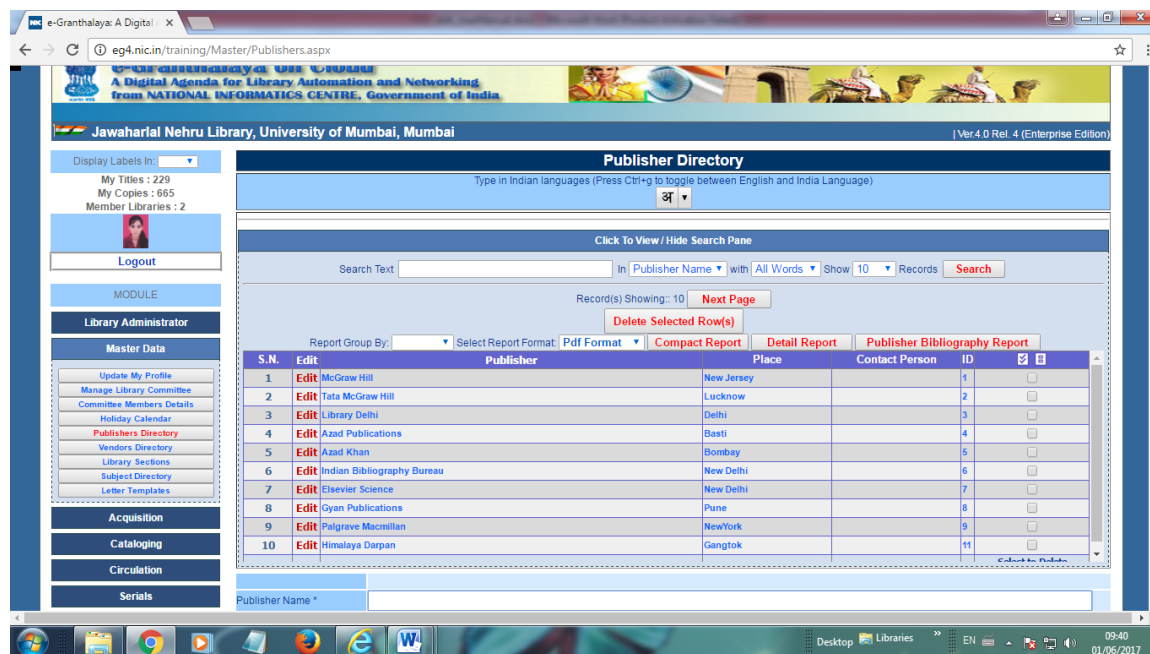 e-Granthalaya: A Digital
eg4.nic.in/training/Master/Publishers.aspx
e-Granthalaya On Cloud
A Digital Agenda for Library Automation and Networking
from NATIONAL INFORMATICS CENTRE, Government of India
Jawaharlal Nehru Library, University of Mumbai, Mumbai | Ver.4.0 Rel. 4 (Enterprise Edition)
Display Labels In:
My Titles : 229
My Copies : 665
Member Libraries : 2
Logout
MODULE
Library Administrator
Master Data
Update My Profile
Manage Library Committee
Committee Members Details
Holiday Calendar
Publishers Directory
Vendors Directory
Library Sections
Subject Directory
Letter Templates
Acquisition
Cataloging
Circulation
Serials
Publisher Directory
Type in Indian languages (Press Ctrl+g to toggle between English and India Language)
अ
Click To View / Hide Search Pane
Search Text In Publisher Name with All Words Show 10 Records Search
Record(s) Showing:: 10 Next Page
Delete Selected Row(s)
Report Group By: Select Report Format: Pdf Format Compact Report Detail Report Publisher Bibliography Report
S.N. Edit Publisher Place Contact Person ID
1 Edit McGraw Hill New Jersey 1
2 Edit Tata McGraw Hill Lucknow 2
3 Edit Library Delhi Delhi 3
4 Edit Azad Publications Basti 4
5 Edit Azad Khan Bombay 5
6 Edit Indian Bibliography Bureau New Delhi 6
7 Edit Elsevier Science New Delhi 7
8 Edit Gyan Publications Pune 8
9 Edit Palgrave Macmillan NewYork 9
10 Edit Himalaya Darpan Gangtok 11
Select to Delete
Publisher Name *
Desktop Libraries » EN 09:40
01/06/2017